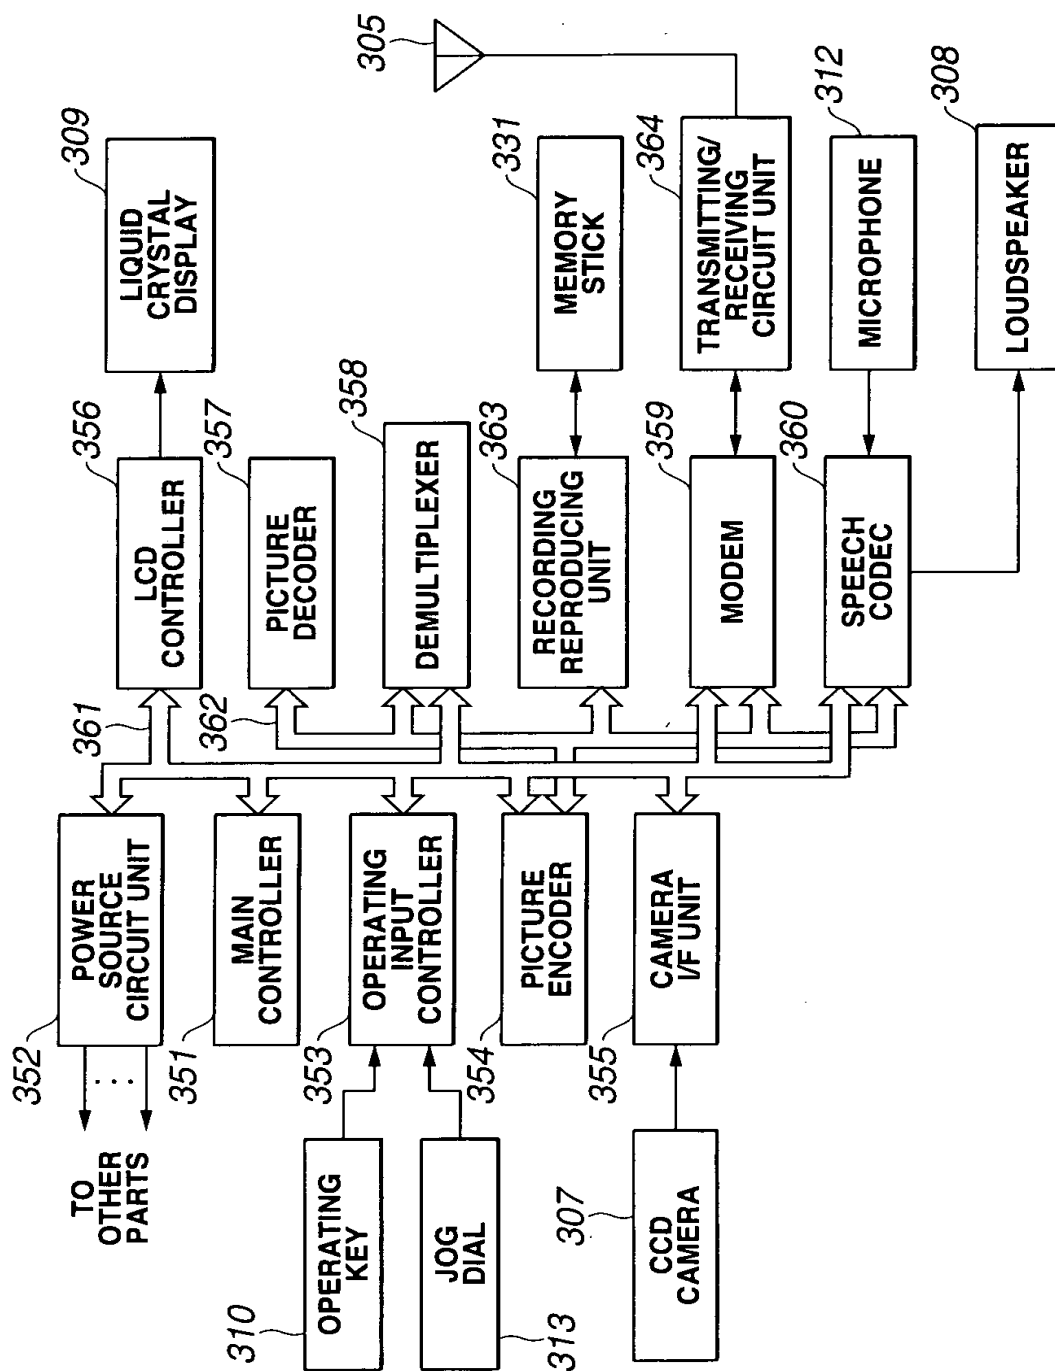 309
LIQUID
CRYSTAL
DISPLAY
305
331
MEMORY
STICK
364
TRANSMITTING/
RECEIVING
CIRCUIT UNIT
312
MICROPHONE
308
LOUDSPEAKER
356
LCD
CONTROLLER
357
PICTURE
DECODER
358
DEMULTIPLEXER
363
RECORDING
REPRODUCING
UNIT
359
MODEM
360
SPEECH
CODEC
361
362
352
POWER
SOURCE
CIRCUIT UNIT
351
MAIN
CONTROLLER
353
OPERATING
INPUT
CONTROLLER
354
PICTURE
ENCODER
355
CAMERA
I/F UNIT
...
TO
OTHER
PARTS
310
OPERATING
KEY
313
JOG
DIAL
307
CCD
CAMERA